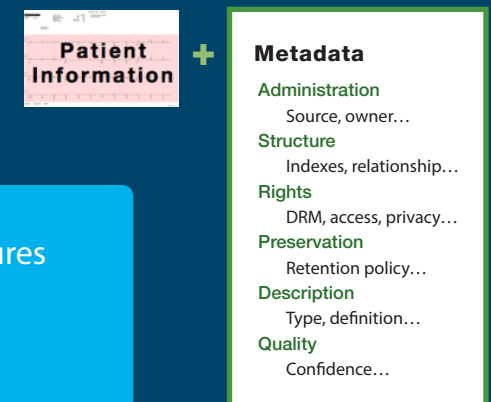 Patient
Information
+
Metadata
Administration
Source, owner…
Structure
Indexes, relationship…
Rights
DRM, access, privacy…
Preservation
Retention policy…
Description
Type, definition…
Quality
Confidence…